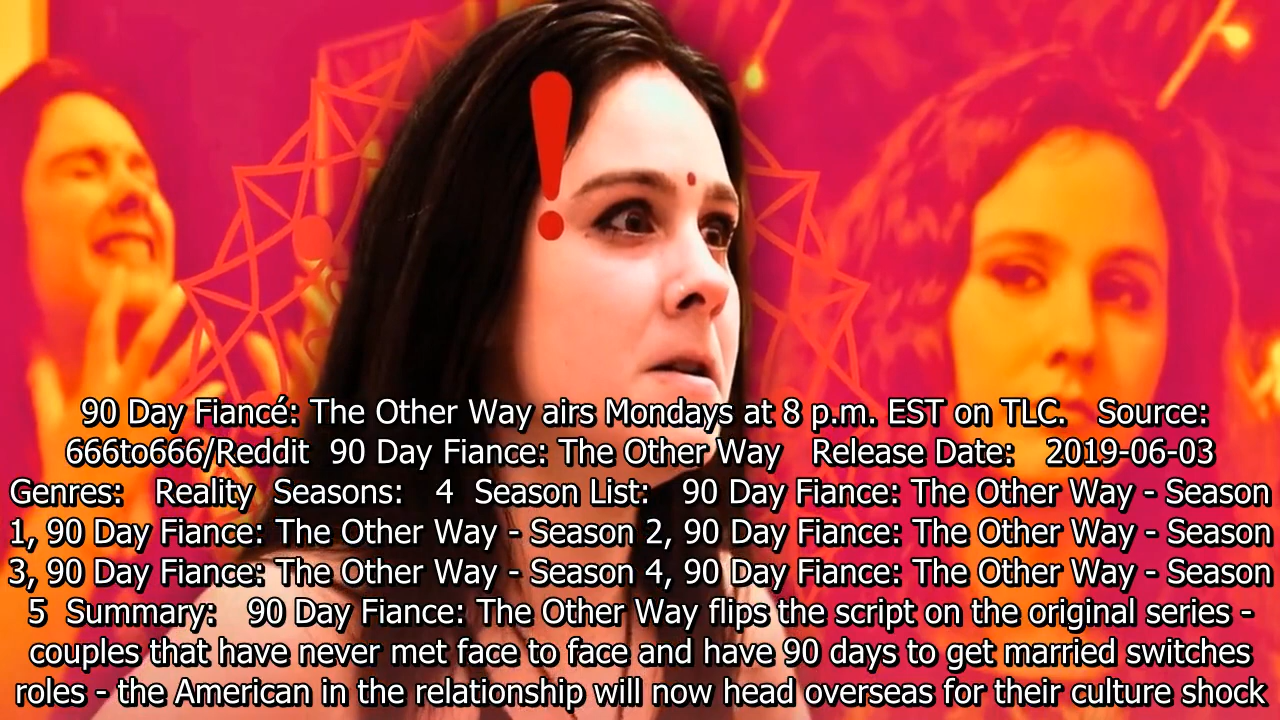 90 Day Fiancé: The Other Way airs Mondays at 8 p.m. EST on TLC.   Source:
666to666/Reddit  90 Day Fiance: The Other Way   Release Date:   2019-06-03
Genres:   Reality  Seasons:   4  Season List:   90 Day Fiance: The Other Way - Season
1, 90 Day Fiance: The Other Way - Season 2, 90 Day Fiance: The Other Way - Season
3, 90 Day Fiance: The Other Way - Season 4, 90 Day Fiance: The Other Way - Season
5  Summary:   90 Day Fiance: The Other Way flips the script on the original series -
couples that have never met face to face and have 90 days to get married switches
roles - the American in the relationship will now head overseas for their culture shock